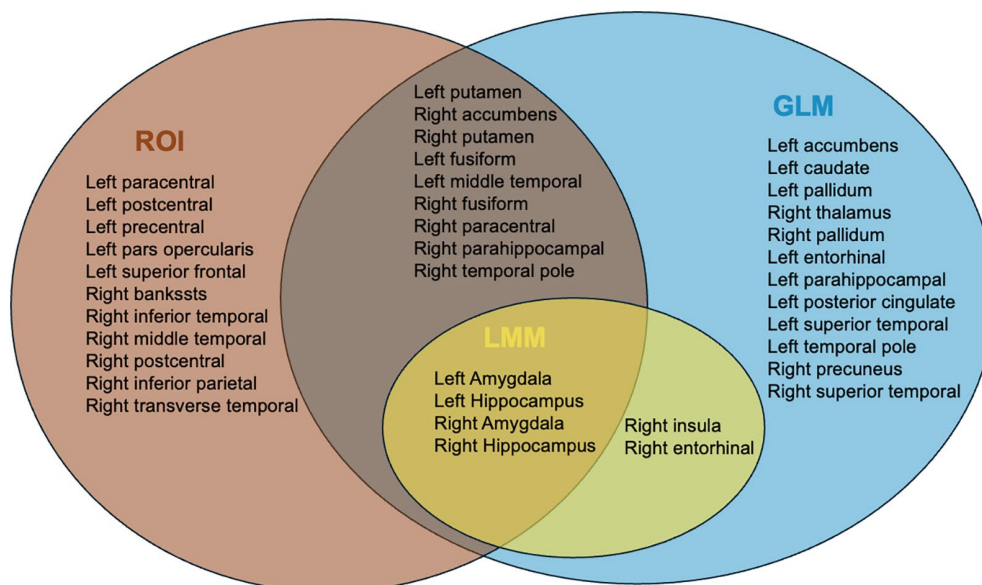 ROI
Left paracentral
Left postcentral
Left precentral
Left pars opercularis
Left superior frontal
Right bankssts
Right inferior temporal
Right middle temporal
Right postcentral
Right inferior parietal
Right transverse temporal
Left putamen
Right accumbens
Right putamen
Left fusiform
Left middle temporal
Right fusiform
Right paracentral
Right parahippocampal
Right temporal pole
LMM
Left Amygdala
Left Hippocampus
Right Amygdala
Right Hippocampus
Right insula
Right entorhinal
GLM
Left accumbens
Left caudate
Left pallidum
Right thalamus
Right pallidum
Left entorhinal
Left parahippocampal
Left posterior cingulate
Left superior temporal
Left temporal pole
Right precuneus
Right superior temporal